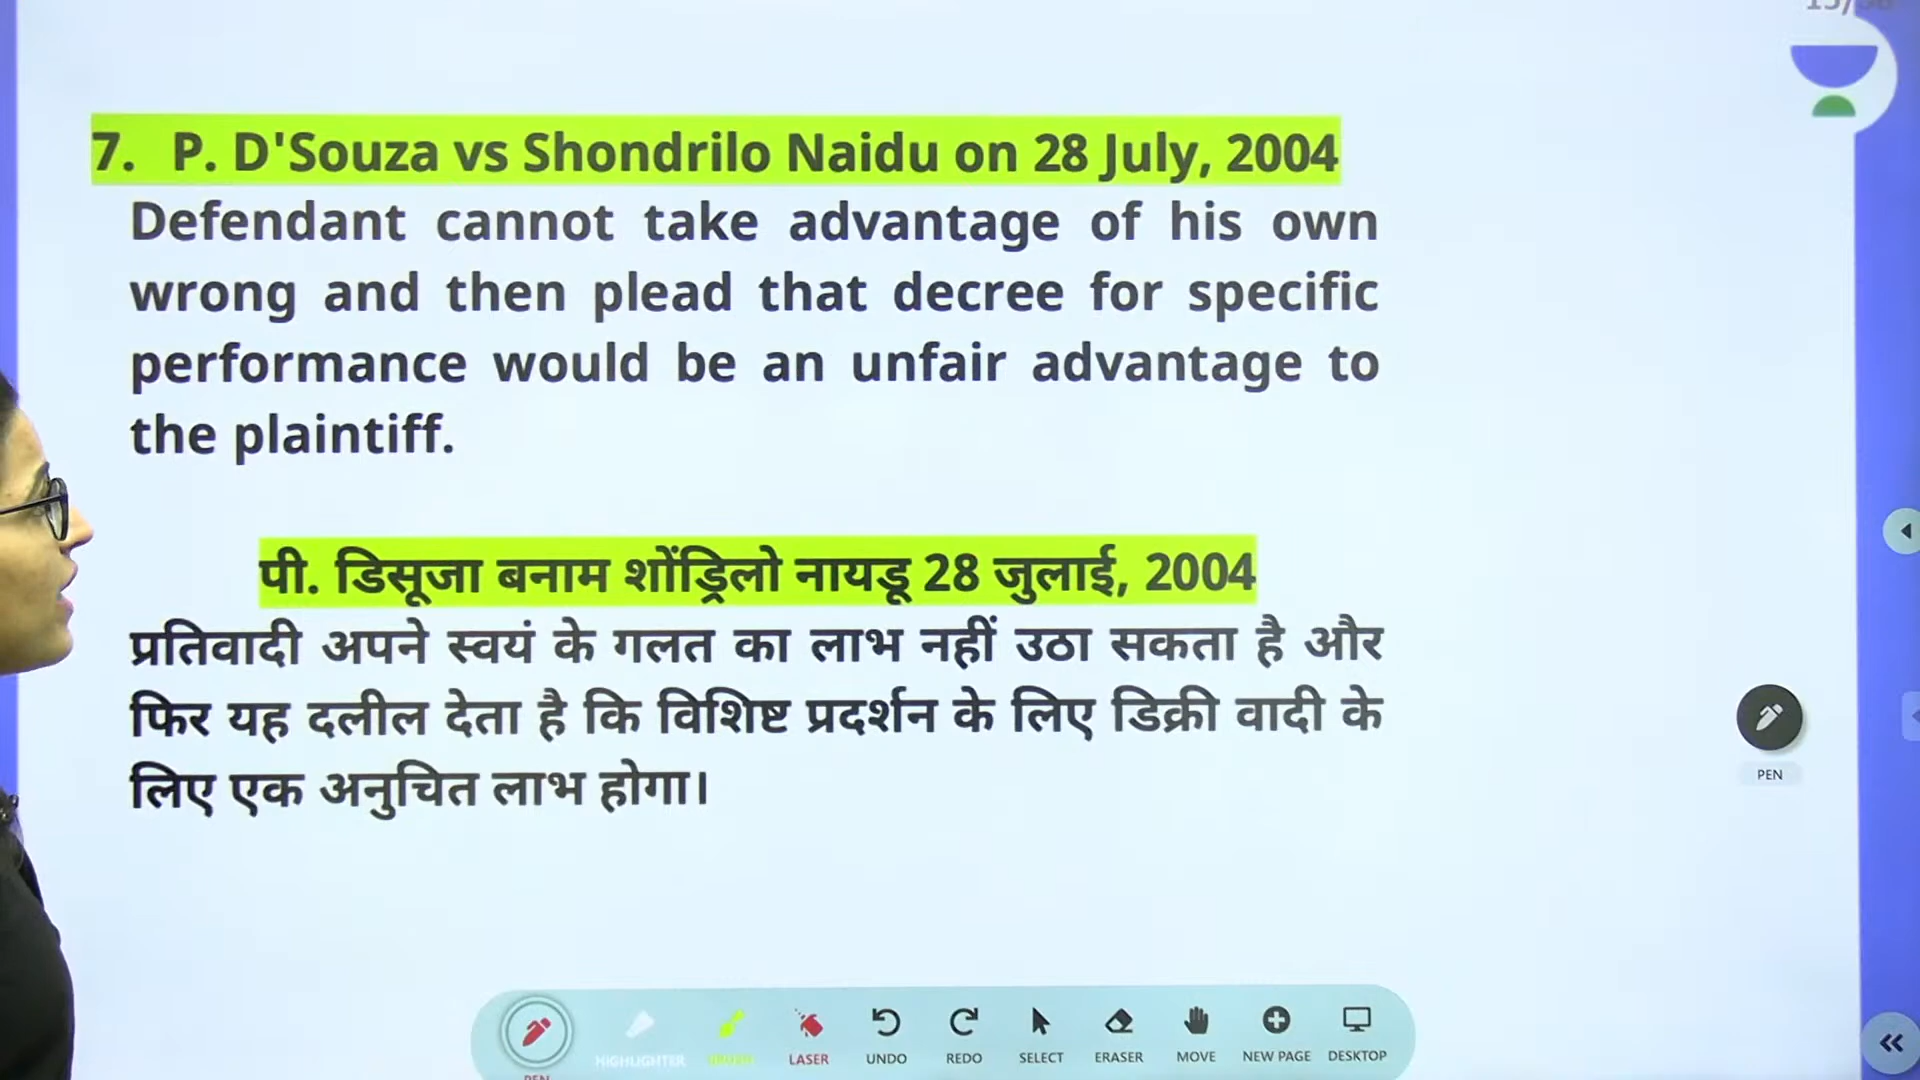 7. P. D'Souza vs Shondrilo Naidu on 28 July, 2004
Defendant cannot take advantage of his own
wrong and then plead that decree for specific
performance would be an unfair advantage to
the plaintiff.
पी. डिसूजा बनाम शोंड्रिलो नायडू 28 जुलाई, 2004
प्रतिवादी अपने स्वयं के गलत का लाभ नहीं उठा सकता है और
फिर यह दलील देता है कि विशिष्ट प्रदर्शन के लिए डिक्री वादी के
लिए एक अनुचित लाभ होगा।
PEN
PEN HIGHLIGHTER BRUSH LASER UNDO REDO SELECT ERASER MOVE NEW PAGE DESKTOP